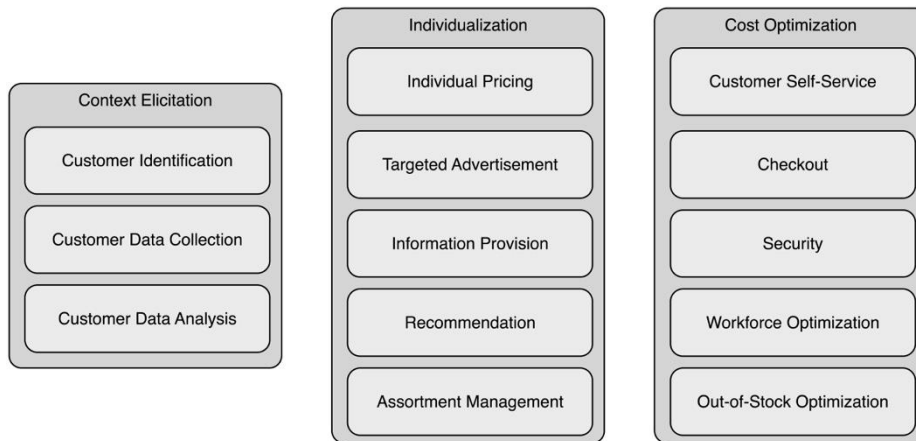 Context Elicitation
Customer Identification
Customer Data Collection
Customer Data Analysis
Individualization
Individual Pricing
Targeted Advertisement
Information Provision
Recommendation
Assortment Management
Cost Optimization
Customer Self-Service
Checkout
Security
Workforce Optimization
Out-of-Stock Optimization